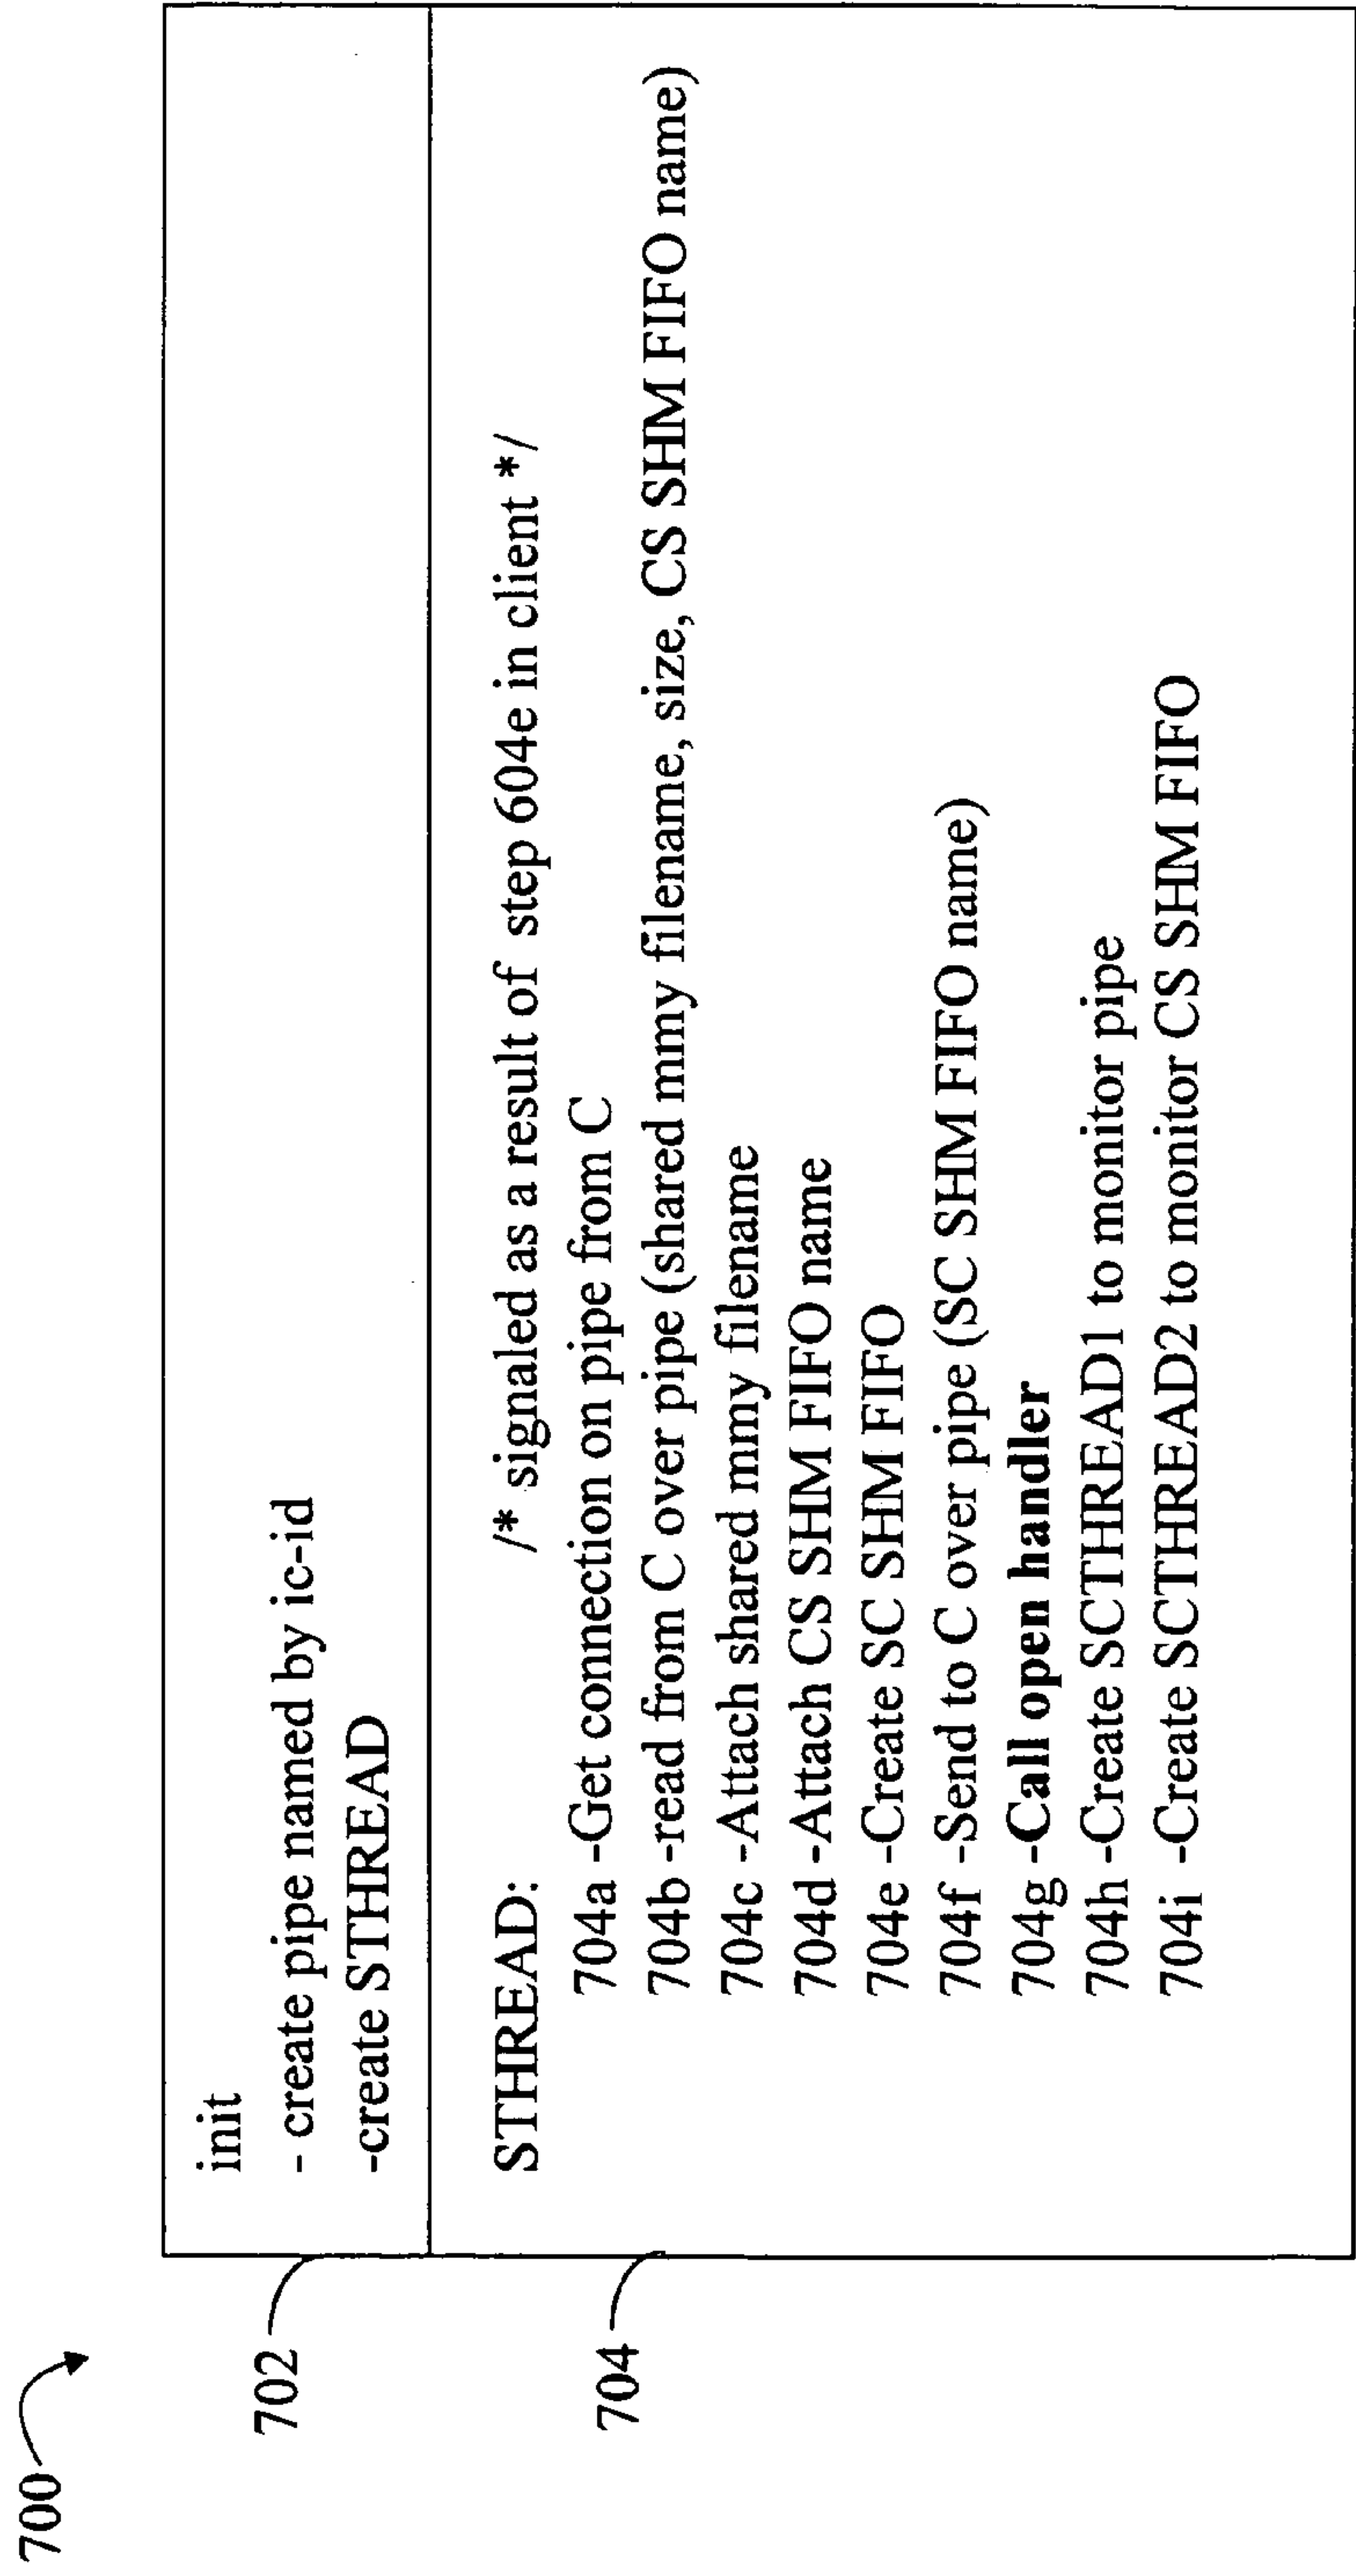 700
702
init
- create pipe named by ic-id
-create STHREAD
704
STHREAD: /* signaled as a result of step 604e in client */
704a -Get connection on pipe from C
704b -read from C over pipe (shared mmy filename, size, CS SHM FIFO name)
704c -Attach shared mmy filename
704d -Attach CS SHM FIFO name
704e -Create SC SHM FIFO
704f -Send to C over pipe (SC SHM FIFO name)
704g -Call open handler
704h -Create SCTHREAD1 to monitor pipe
704i -Create SCTHREAD2 to monitor CS SHM FIFO